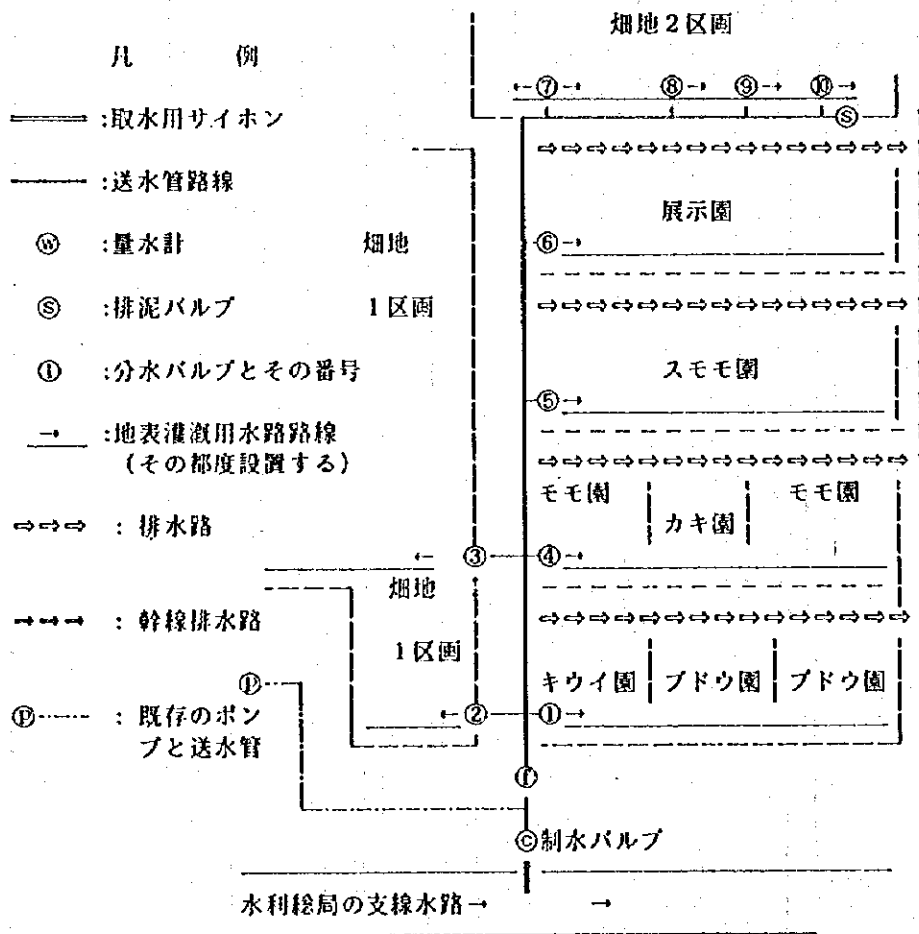 畑地2区画
凡 例
←⑦→ ⑧→ ⑨→ ⑩→
Ⓢ
:取水用サイホン
:送水管路線
展示園
ⓦ :量水計
畑地
⑥→
Ⓢ :排泥バルブ
1区画
① :分水バルブとその番号
スモモ園
⑤→
→ :地表灌漑用水路路線
(その都度設置する)
モモ園 カキ園 モモ園
⇨⇨⇨ : 排水路
← ③ ④→
畑地
→→→ : 幹線排水路
1区画
キウイ園 ブドウ園 ブドウ園
ⓟ
←② ①→
ⓟ…… : 既存のポン
プと送水管
ⓕ
ⓒ制水バルブ
水利総局の支線水路→ →